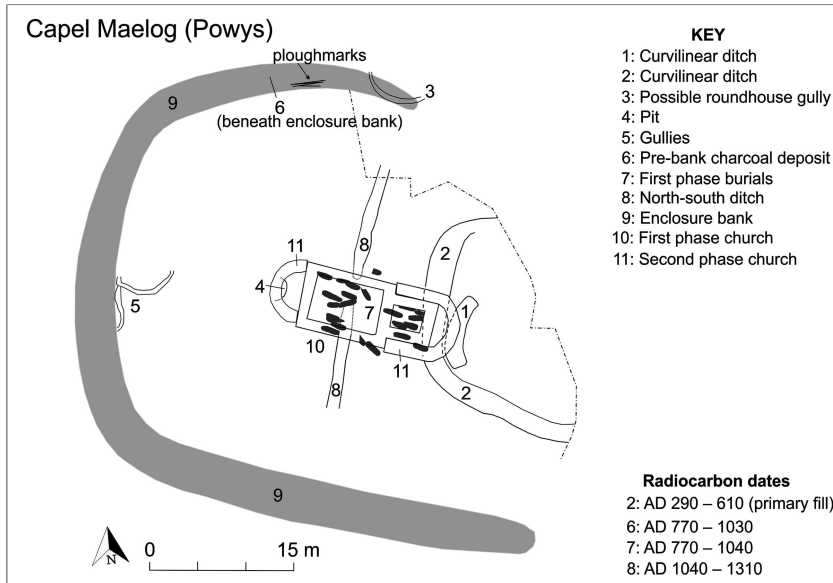 Capel Maelog (Powys)
ploughmarks
3
9
6
(beneath enclosure bank)
8
2
11
4
7
1
5
10
11
8
2
9
N
0
15 m
KEY
1: Curvilinear ditch
2: Curvilinear ditch
3: Possible roundhouse gully
4: Pit
5: Gullies
6: Pre-bank charcoal deposit
7: First phase burials
8: North-south ditch
9: Enclosure bank
10: First phase church
11: Second phase church
Radiocarbon dates
2: AD 290 – 610 (primary fill)
6: AD 770 – 1030
7: AD 770 – 1040
8: AD 1040 – 1310